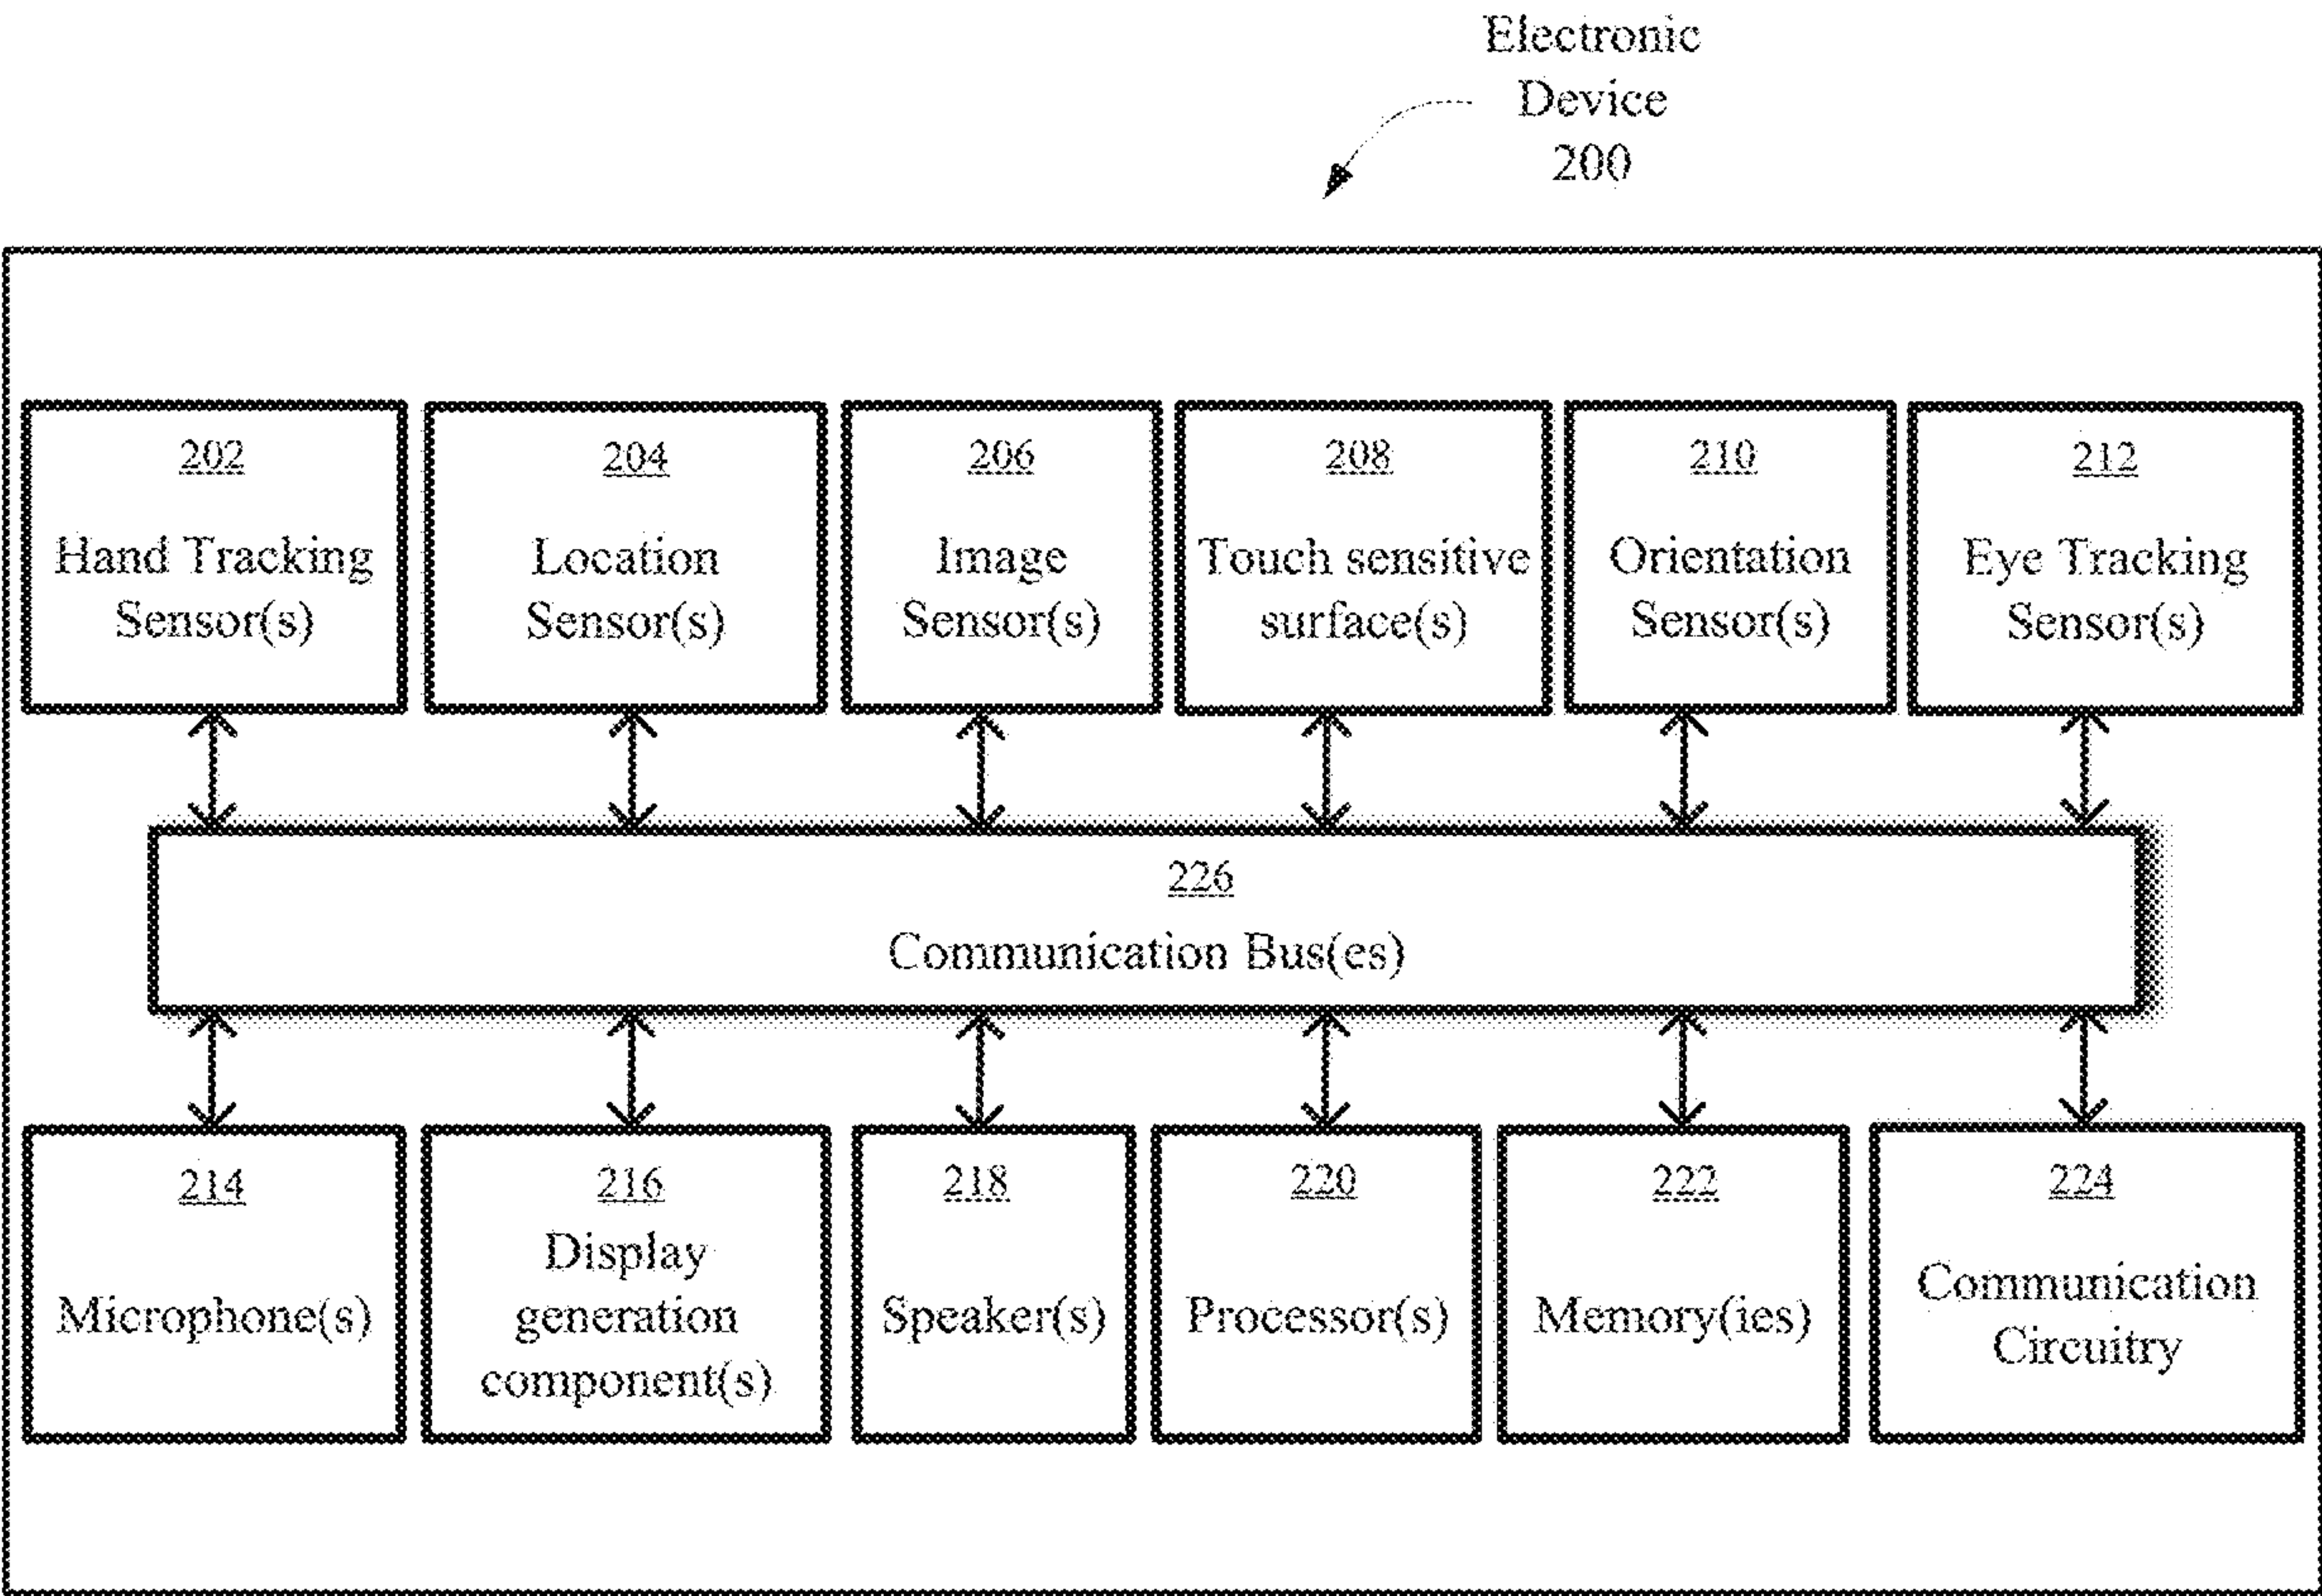 Electronic
Device
200
202
Hand Tracking
Sensor(s)
204
Location
Sensor(s)
206
Image
Sensor(s)
208
Touch sensitive
surface(s)
210
Orientation
Sensor(s)
212
Eye Tracking
Sensor(s)
226
Communication Bus(es)
214
Microphone(s)
216
Display
generation
component(s)
218
Speaker(s)
220
Processor(s)
222
Memory(ies)
224
Communication
Circuitry